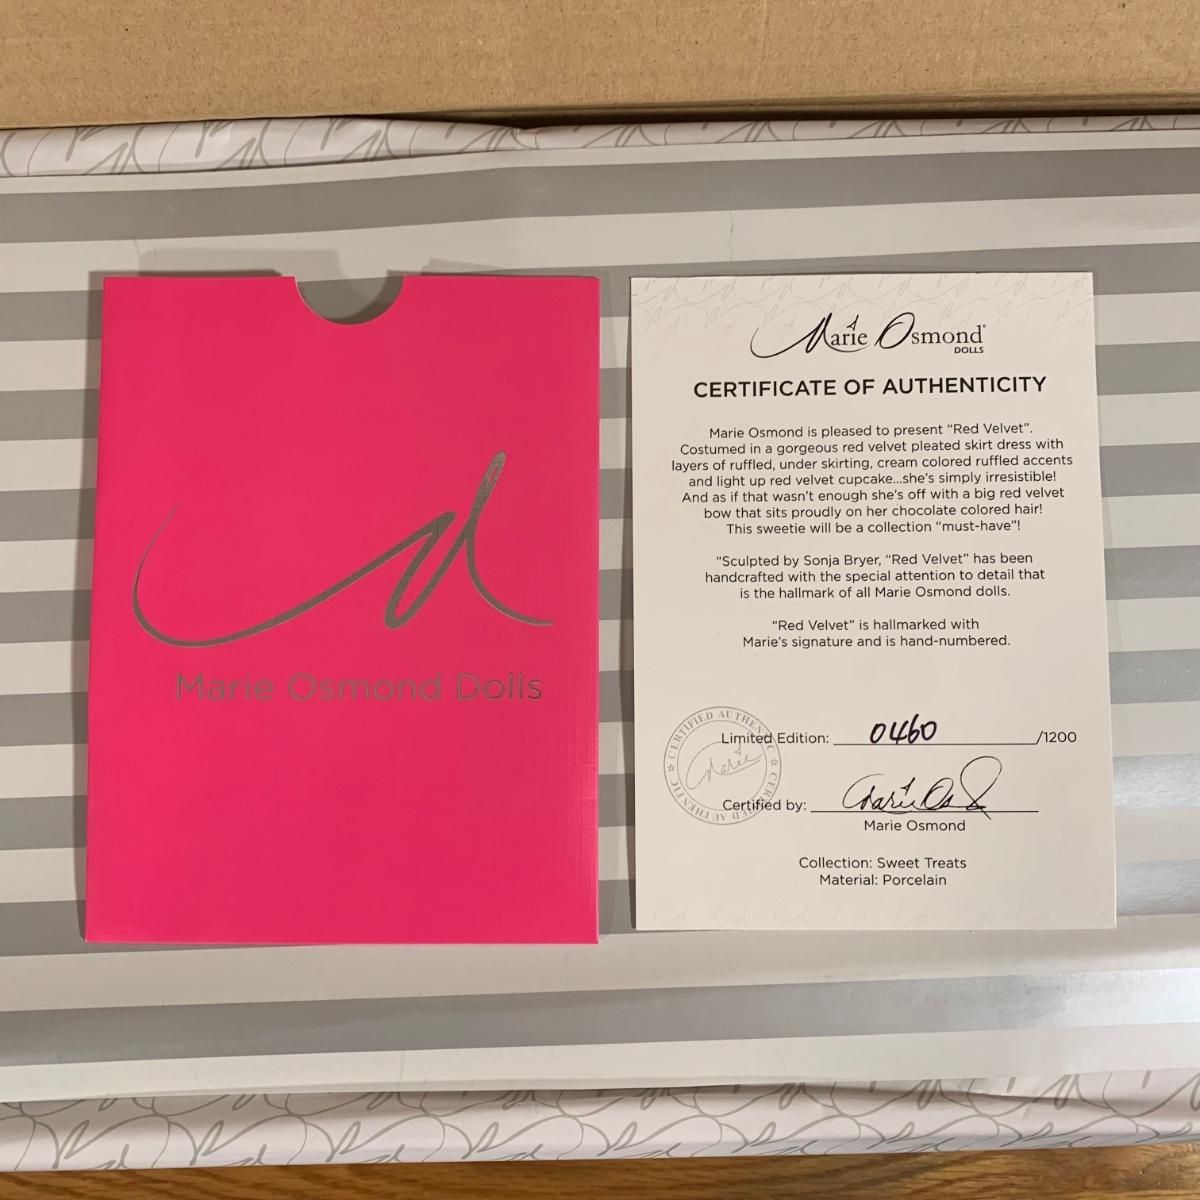 Marie Osmond Dolls
Marie Osmond®
DOLLS
CERTIFICATE OF AUTHENTICITY
Marie Osmond is pleased to present “Red Velvet”.
Costumed in a gorgeous red velvet pleated skirt dress with
layers of ruffled, under skirting, cream colored ruffled accents
and light up red velvet cupcake...she's simply irresistible!
And as if that wasn't enough she's off with a big red velvet
bow that sits proudly on her chocolate colored hair!
This sweetie will be a collection “must-have”!
“Sculpted by Sonja Bryer, “Red Velvet” has been
handcrafted with the special attention to detail that
is the hallmark of all Marie Osmond dolls.
“Red Velvet” is hallmarked with
Marie's signature and is hand-numbered.
CERTIFIED AUTHENTIC CERTIFIED AUTHENTIC
Marie
Limited Edition: 0460 /1200
Certified by: Marie Os
Marie Osmond
Collection: Sweet Treats
Material: Porcelain